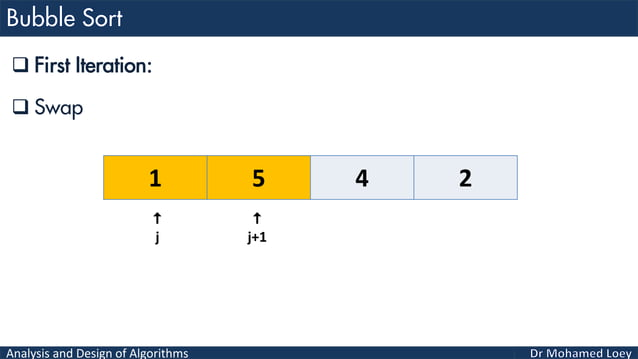 Bubble Sort
First Iteration:
Swap
1 5 4 2
j j+1
Analysis and Design of Algorithms Dr Mohamed Loey